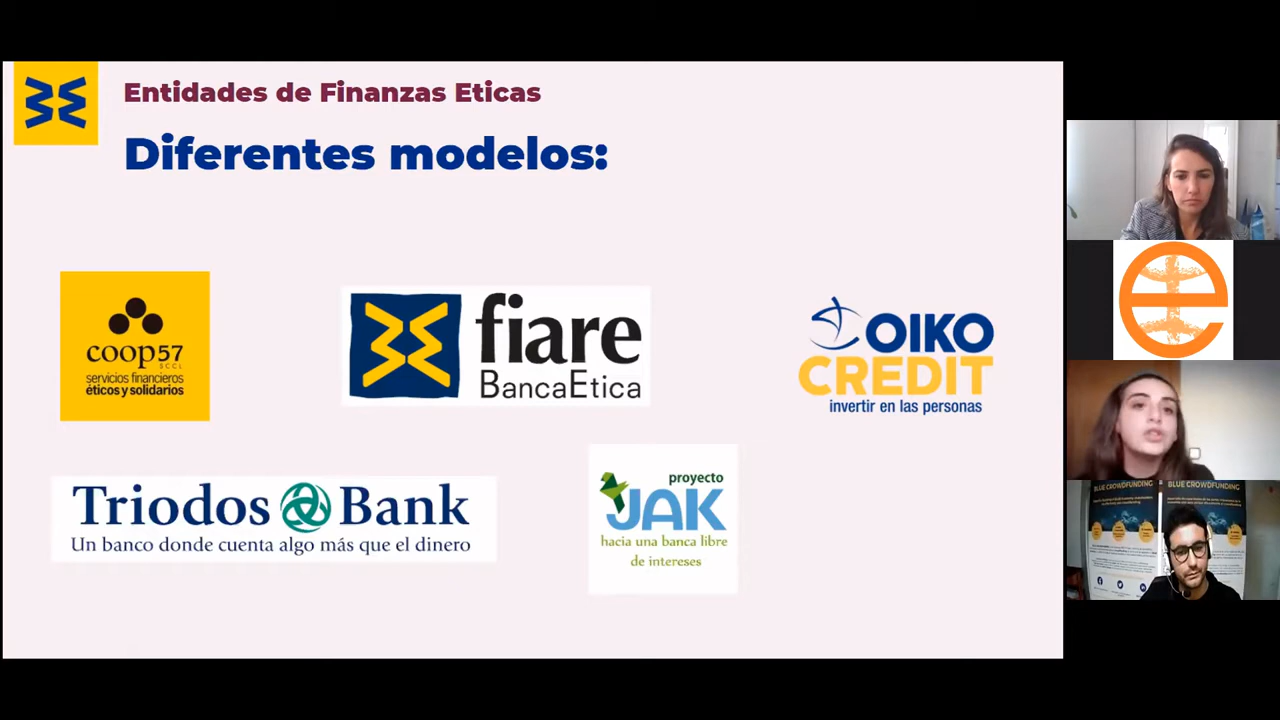 Entidades de Finanzas Eticas
Diferentes modelos:
coop57
SCCL
servicios financieros
éticos y solidarios
fiare
BancaEtica
OIKO
CREDIT
invertir en las personas
Triodos Bank
Un banco donde cuenta algo más que el dinero
proyecto
JAK
hacia una banca libre
de intereses
e
BLUE CROWDFUNDING
BLUE CROWDFUNDING